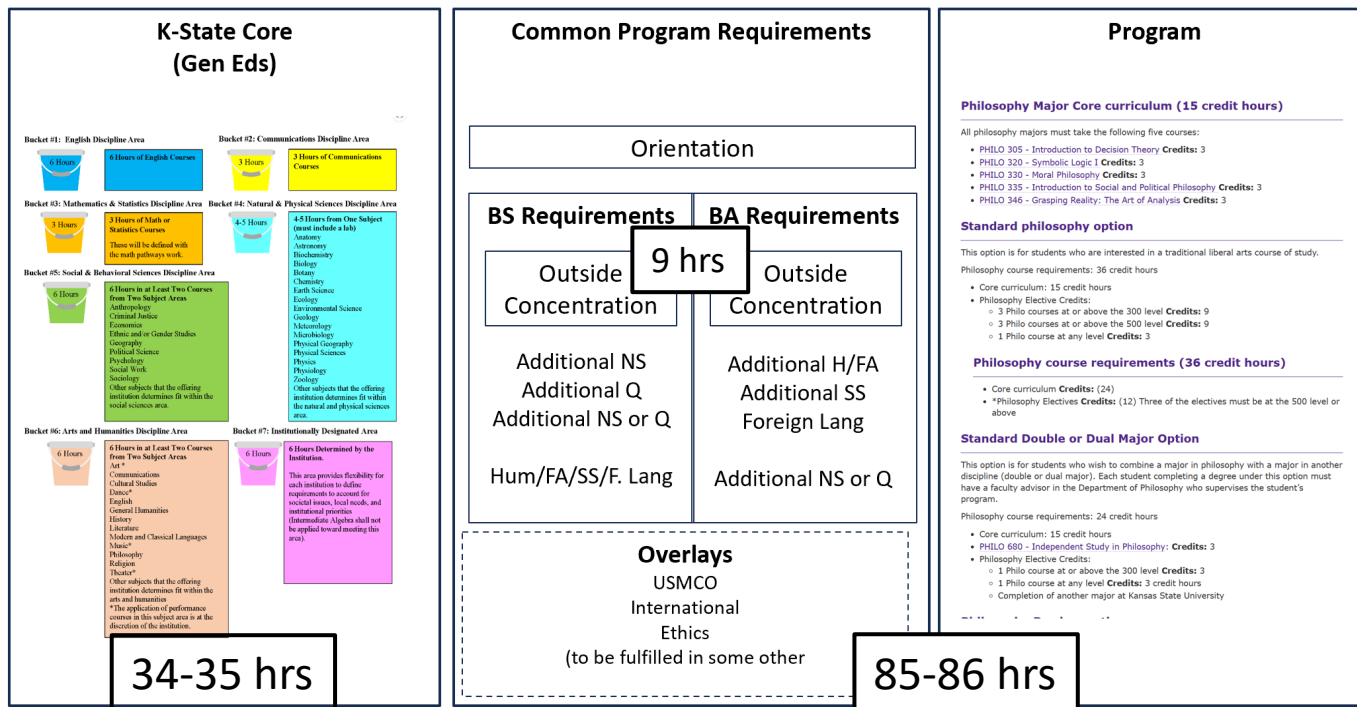 K-State Core
(Gen Eds)
Bucket #1: English Discipline Area
6 Hours
6 Hours of English Courses
Bucket #2: Communications Discipline Area
3 Hours
3 Hours of Communications
Courses
Bucket #3: Mathematics & Statistics Discipline Area
3 Hours
3 Hours of Math or
Statistics Courses
These will be defined with
the math pathways work.
Bucket #4: Natural & Physical Sciences Discipline Area
4-5 Hours
4-5 Hours from One Subject
(must include a lab)
Anatomy
Astronomy
Biochemistry
Biology
Botany
Chemistry
Earth Science
Ecology
Environmental Science
Geology
Meteorology
Microbiology
Physical Geography
Physical Sciences
Physics
Physiology
Zoology
Other subjects that the offering
institution determines fit within
the natural and physical sciences
area.
Bucket #5: Social & Behavioral Sciences Discipline Area
6 Hours
6 Hours in at Least Two Courses
from Two Subject Areas
Anthropology
Criminal Justice
Economics
Ethnic and/or Gender Studies
Geography
Political Science
Psychology
Social Work
Sociology
Other subjects that the offering
institution determines fit within the
social sciences area.
Bucket #6: Arts and Humanities Discipline Area
6 Hours
6 Hours in at Least Two Courses
from Two Subject Areas
Art *
Communications
Cultural Studies
Dance*
English
General Humanities
History
Literature
Modern and Classical Languages
Music*
Philosophy
Religion
Theater*
Other subjects that the offering
institution determines fit within the
arts and humanities
*The application of performance
courses in this subject area is at the
discretion of the institution.
Bucket #7: Institutionally Designated Area
6 Hours
6 Hours Determined by the
Institution.
This area provides flexibility for
each institution to define
requirements to account for
societal issues, local needs, and
institutional priorities
(Intermediate Algebra shall not
be applied toward meeting this
area).
34-35 hrs
Common Program Requirements
Orientation
BS Requirements
Outside
Concentration
Additional NS
Additional Q
Additional NS or Q
Hum/FA/SS/F. Lang
BA Requirements
Outside
Concentration
Additional H/FA
Additional SS
Foreign Lang
Additional NS or Q
9 hrs
Overlays
USMCO
International
Ethics
(to be fulfilled in some other
85-86 hrs
Program
Philosophy Major Core curriculum (15 credit hours)
All philosophy majors must take the following five courses:
• PHILO 305 - Introduction to Decision Theory Credits: 3
• PHILO 320 - Symbolic Logic I Credits: 3
• PHILO 330 - Moral Philosophy Credits: 3
• PHILO 335 - Introduction to Social and Political Philosophy Credits: 3
• PHILO 346 - Grasping Reality: The Art of Analysis Credits: 3
Standard philosophy option
This option is for students who are interested in a traditional liberal arts course of study.
Philosophy course requirements: 36 credit hours
• Core curriculum: 15 credit hours
• Philosophy Elective Credits:
○ 3 Philo courses at or above the 300 level Credits: 9
○ 3 Philo courses at or above the 500 level Credits: 9
○ 1 Philo course at any level Credits: 3
Philosophy course requirements (36 credit hours)
• Core curriculum Credits: (24)
• *Philosophy Electives Credits: (12) Three of the electives must be at the 500 level or
above
Standard Double or Dual Major Option
This option is for students who wish to combine a major in philosophy with a major in another
discipline (double or dual major). Each student completing a degree under this option must
have a faculty advisor in the Department of Philosophy who supervises the student's
program.
Philosophy course requirements: 24 credit hours
• Core curriculum: 15 credit hours
• PHILO 680 - Independent Study in Philosophy: Credits: 3
• Philosophy Elective Credits:
○ 1 Philo course at or above the 300 level Credits: 3
○ 1 Philo course at any level Credits: 3 credit hours
○ Completion of another major at Kansas State University